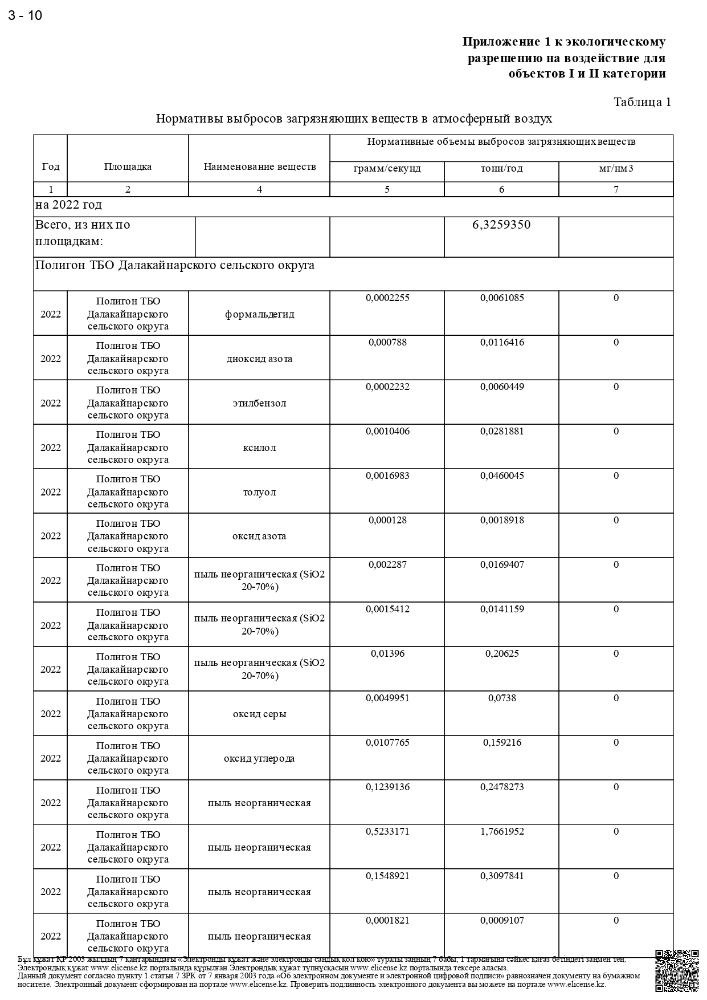 3 - 10
Приложение 1 к экологическому
разрешению на воздействие для
объектов I и II категории
Таблица 1
Нормативы выбросов загрязняющих веществ в атмосферный воздух
Год Площадка Наименование веществ Нормативные объемы выбросов загрязняющих веществ
грамм/секунд тонн/год мг/нм3
1 2 4 5 6 7
на 2022 год
Всего, из них по 6,3259350
площадкам:
Полигон ТБО Далакайнарского сельского округа
Полигон ТБО 0,0002255 0,0061085 0
2022 Далакайнарского формальдегид
сельского округа
Полигон ТБО 0,000788 0,0116416 0
2022 Далакайнарского диоксид азота
сельского округа
Полигон ТБО 0,0002232 0,0060449 0
2022 Далакайнарского этилбензол
сельского округа
Полигон ТБО 0,0010406 0,0281881 0
2022 Далакайнарского ксилол
сельского округа
Полигон ТБО 0,0016983 0,0460045 0
2022 Далакайнарского толуол
сельского округа
Полигон ТБО 0,000128 0,0018918 0
2022 Далакайнарского оксид азота
сельского округа
Полигон ТБО 0,002287 0,0169407 0
2022 Далакайнарского пыль неорганическая (SiO2
сельского округа 20-70%)
Полигон ТБО 0,0015412 0,0141159 0
2022 Далакайнарского пыль неорганическая (SiO2
сельского округа 20-70%)
Полигон ТБО 0,01396 0,20625 0
2022 Далакайнарского пыль неорганическая (SiO2
сельского округа 20-70%)
Полигон ТБО 0,0049951 0,0738 0
2022 Далакайнарского оксид серы
сельского округа
Полигон ТБО 0,0107765 0,159216 0
2022 Далакайнарского оксид углерода
сельского округа
Полигон ТБО 0,1239136 0,2478273 0
2022 Далакайнарского пыль неорганическая
сельского округа
Полигон ТБО 0,5233171 1,7661952 0
2022 Далакайнарского пыль неорганическая
сельского округа
Полигон ТБО 0,1548921 0,3097841 0
2022 Далакайнарского пыль неорганическая
сельского округа
Полигон ТБО 0,0001821 0,0009107 0
2022 Далакайнарского пыль неорганическая
сельского округа
Бұл құжат ҚР 2003 жылдың 7 қаңтарындағы «Электронды құжат және электронды сандық қол қою» туралы заңның 7 бабы, 1 тармағына сәйкес қағаз бетіндегі заңмен тең.
Электрондық құжат www.elicense.kz порталында құрылған.Электрондық құжат түпнұсқасын www.elicense.kz порталында тексере аласыз.
Данный документ согласно пункту 1 статьи 7 ЗРК от 7 января 2003 года «Об электронном документе и электронной цифровой подписи» равнозначен документу на бумажном
носителе. Электронный документ сформирован на портале www.elicense.kz. Проверить подлинность электронного документа вы можете на портале www.elicense.kz.